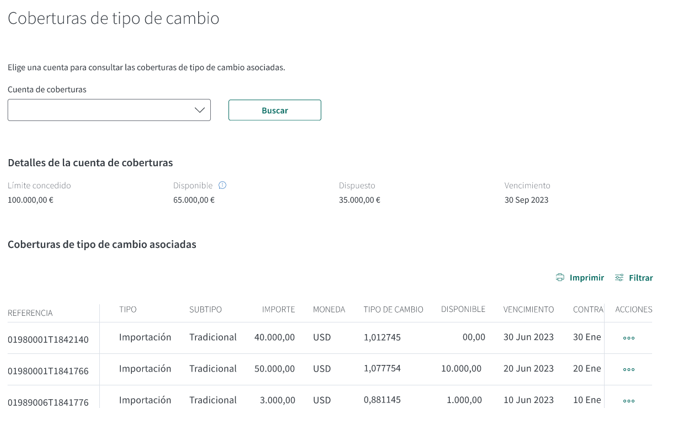 Coberturas de tipo de cambio
Elige una cuenta para consultar las coberturas de tipo de cambio asociadas.
Cuenta de coberturas
Buscar
Detalles de la cuenta de coberturas
Límite concedido Disponible Dispuesto Vencimiento
100.000,00 € 65.000,00 € 35.000,00 € 30 Sep 2023
Coberturas de tipo de cambio asociadas
Imprimir Filtrar
REFERENCIA TIPO SUBTIPO IMPORTE MONEDA TIPO DE CAMBIO DISPONIBLE VENCIMIENTO CONTRA ACCIONES
01980001T1842140 Importación Tradicional 40.000,00 USD 1,012745 00,00 30 Jun 2023 30 Ene
01980001T1841766 Importación Tradicional 50.000,00 USD 1,077754 10.000,00 20 Jun 2023 20 Ene
01989006T1841776 Importación Tradicional 3.000,00 USD 0,881145 1.000,00 10 Jun 2023 10 Ene